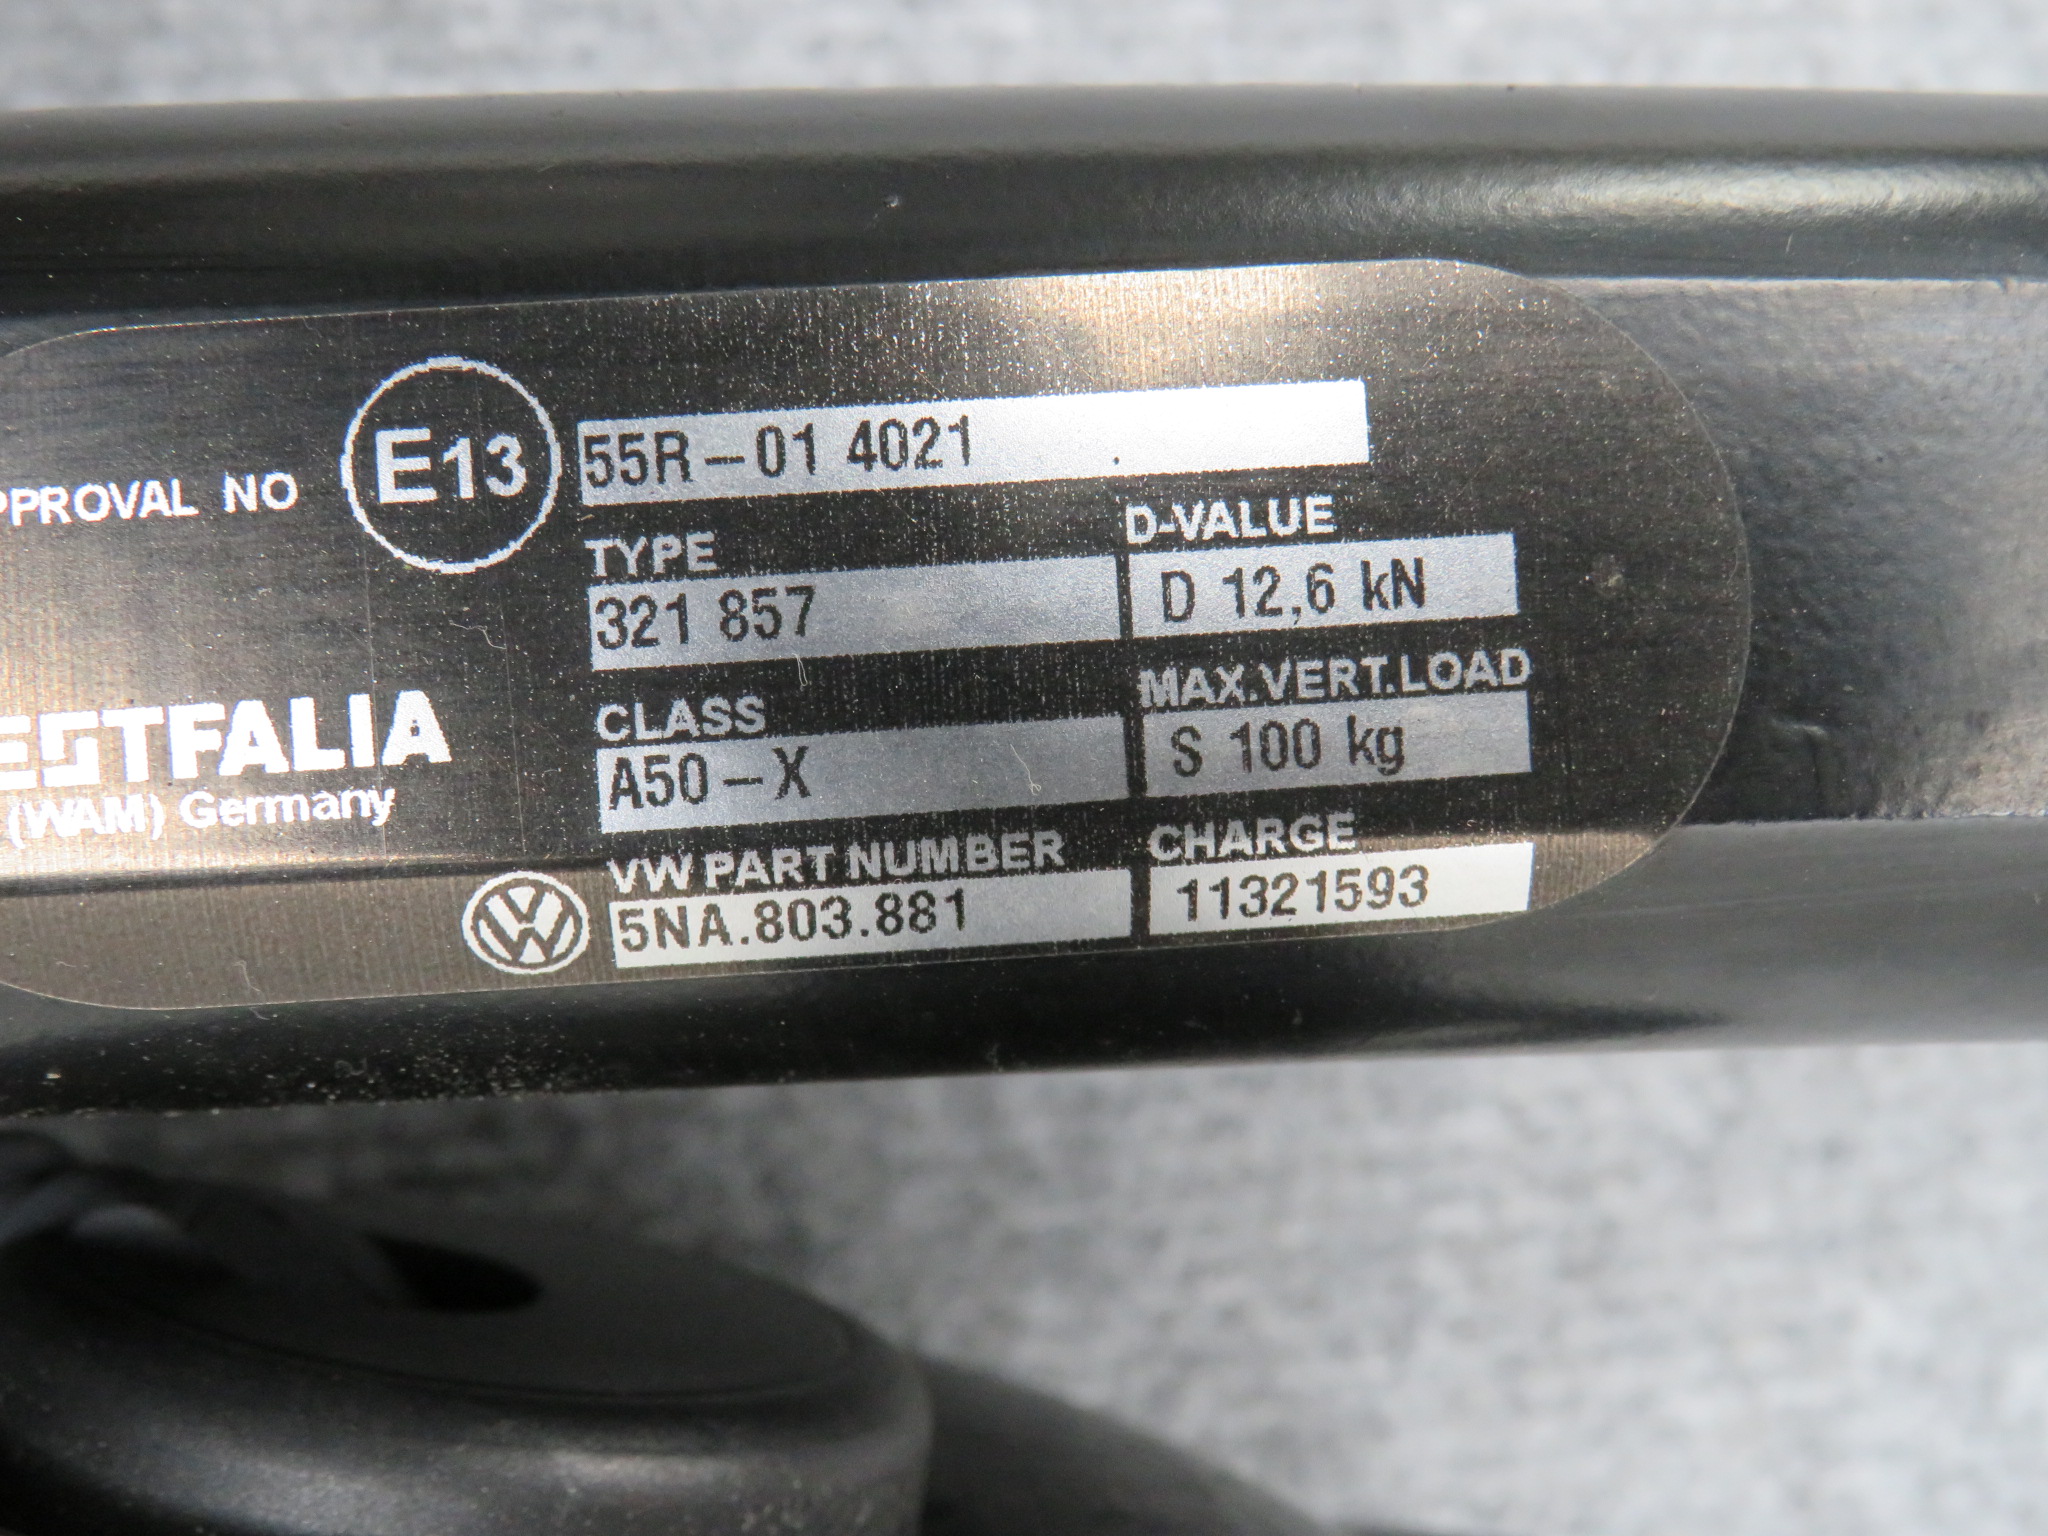 PPROVAL NO E13 55R-01 4021
TYPE D-VALUE
321 857 D 12,6 kN
CLASS MAX.VERT.LOAD
A50-X S 100 kg
ESTFALIA
(WAM) Germany
VW PART NUMBER CHARGE
5NA.803.881 11321593